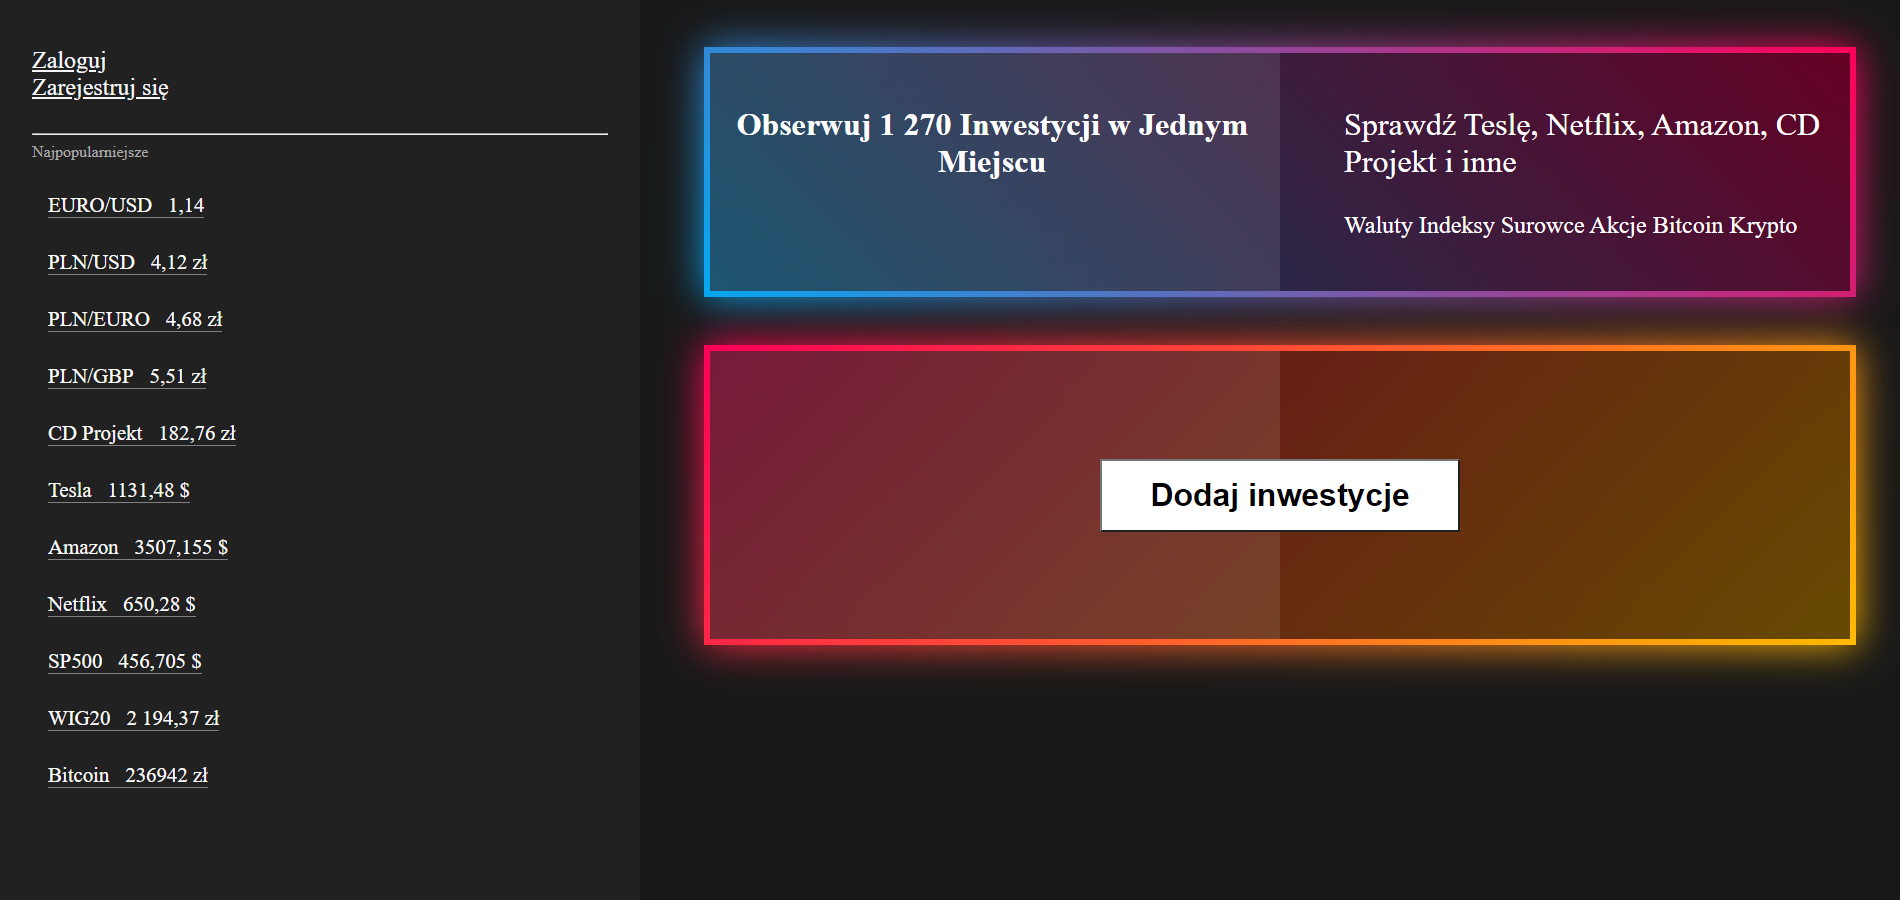 Zaloguj
Zarejestruj się
Najpopularniejsze
EURO/USD 1,14
PLN/USD 4,12 zł
PLN/EURO 4,68 zł
PLN/GBP 5,51 zł
CD Projekt 182,76 zł
Tesla 1131,48 $
Amazon 3507,155 $
Netflix 650,28 $
SP500 456,705 $
WIG20 2 194,37 zł
Bitcoin 236942 zł
Obserwuj 1 270 Inwestycji w Jednym
Miejscu
Sprawdź Teslę, Netflix, Amazon, CD
Projekt i inne
Waluty Indeksy Surowce Akcje Bitcoin Krypto
Dodaj inwestycje